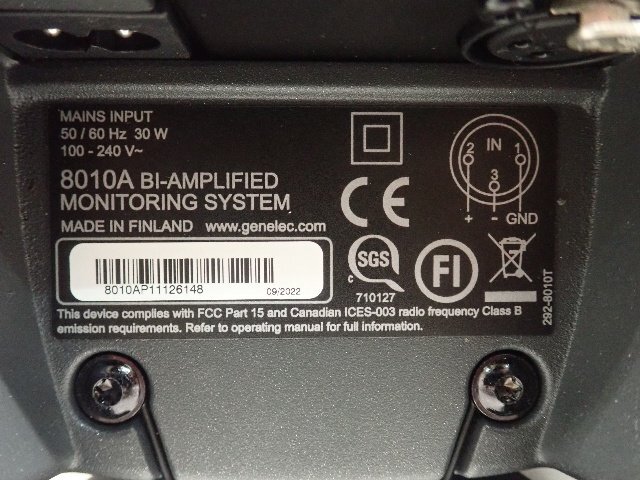 MAINS INPUT
50 / 60 Hz 30 W
100 - 240 V~
8010A BI-AMPLIFIED
MONITORING SYSTEM
MADE IN FINLAND www.genelec.com
8010AP11126148
09/2022
CE
SGS
c
710127
FI
IN
2 1
3
+ - GND
292-8010T
This device complies with FCC Part 15 and Canadian ICES-003 radio frequency Class B
emission requirements. Refer to operating manual for full information.